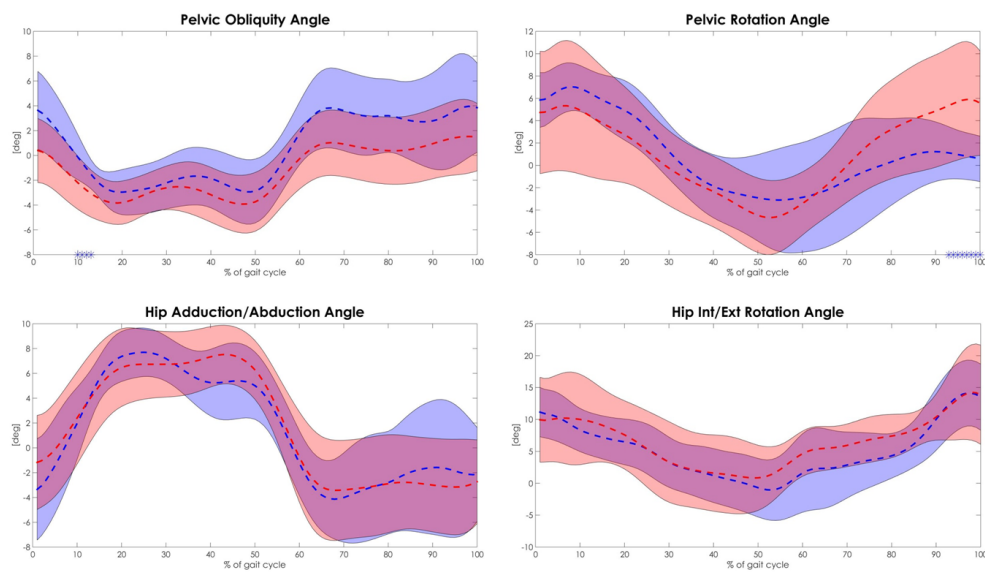 Pelvic Obliquity Angle
10
8
6
4
2
0
-2
-4
-6
-8
[deg]
0 10 20 30 40 50 60 70 80 90 100
% of gait cycle
Pelvic Rotation Angle
12
10
8
6
4
2
0
-2
-4
-6
-8
[deg]
0 10 20 30 40 50 60 70 80 90 100
% of gait cycle
Hip Adduction/Abduction Angle
10
8
6
4
2
0
-2
-4
-6
-8
[deg]
0 10 20 30 40 50 60 70 80 90 100
% of gait cycle
Hip Int/Ext Rotation Angle
25
20
15
10
5
0
-5
-10
[deg]
0 10 20 30 40 50 60 70 80 90 100
% of gait cycle